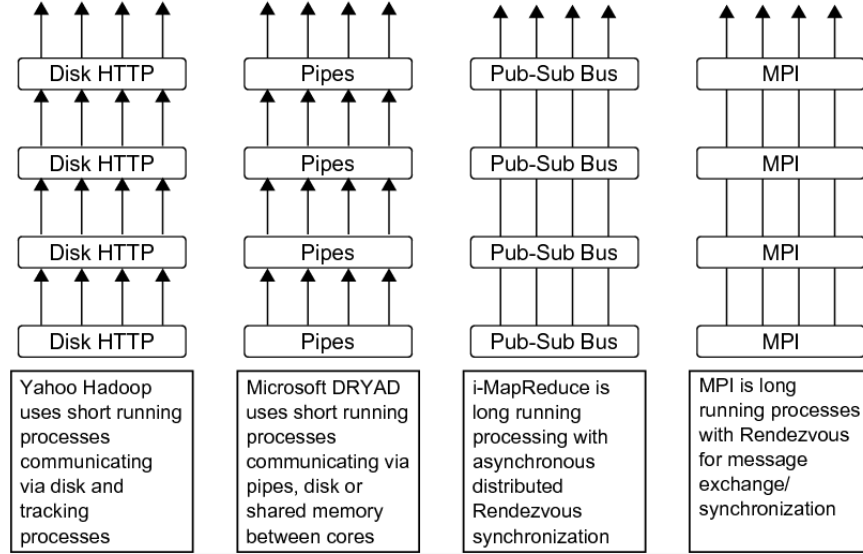 Disk HTTP
Pipes
Pub-Sub Bus
MPI
Disk HTTP
Pipes
Pub-Sub Bus
MPI
Disk HTTP
Pipes
Pub-Sub Bus
MPI
Disk HTTP
Pipes
Pub-Sub Bus
MPI
Yahoo Hadoop
uses short running
processes
communicating
via disk and
tracking
processes
Microsoft DRYAD
uses short running
processes
communicating via
pipes, disk or
shared memory
between cores
i-MapReduce is
long running
processing with
asynchronous
distributed
Rendezvous
synchronization
MPI is long
running processes
with Rendezvous
for message
exchange/
synchronization